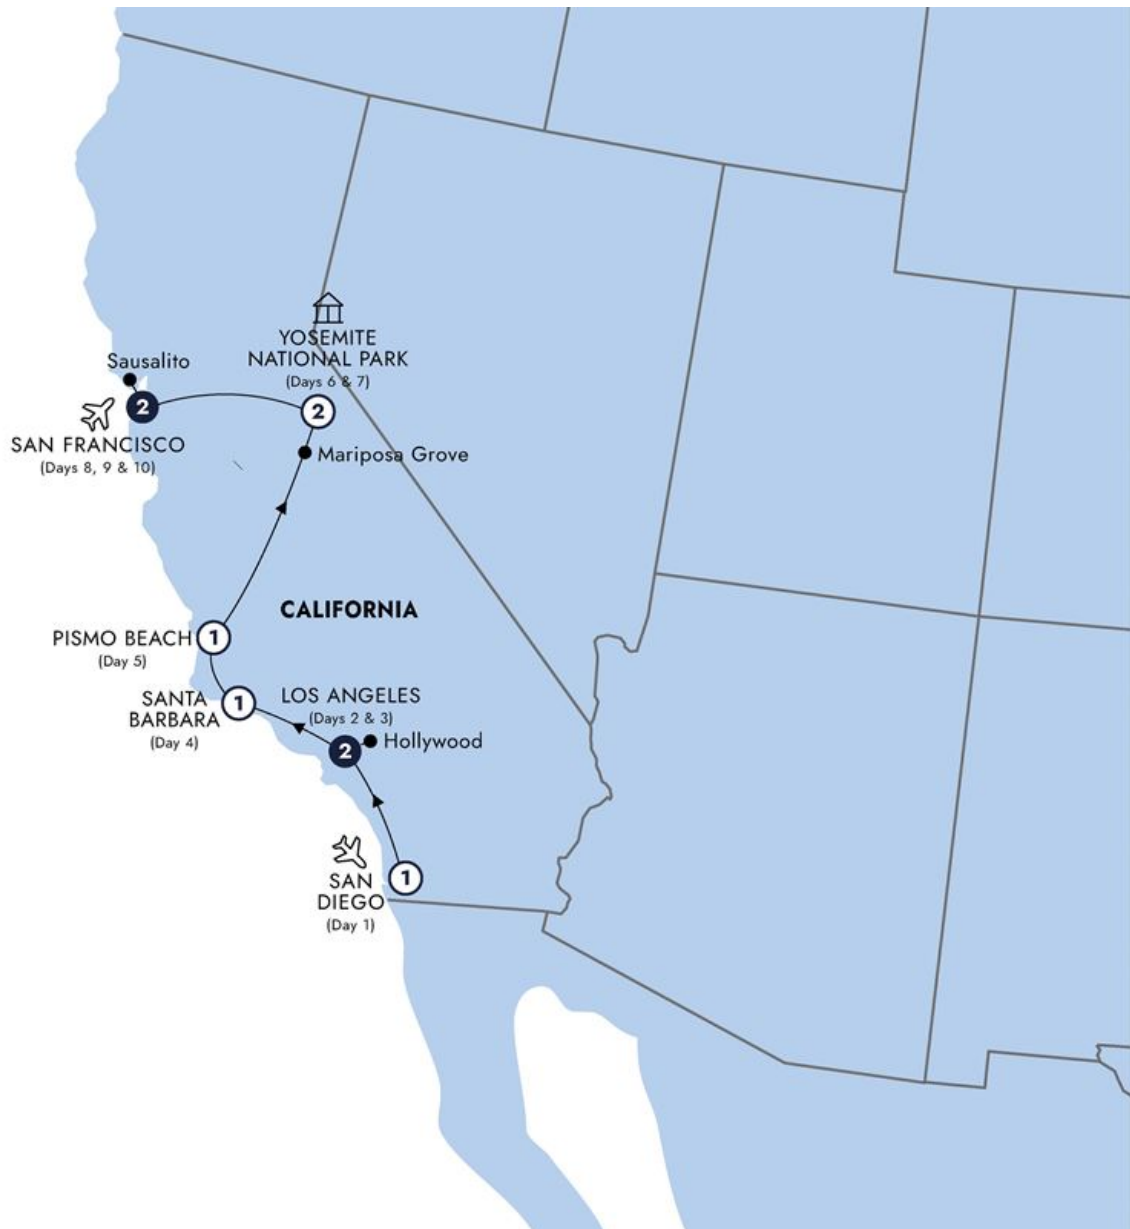 YOSEMITE
NATIONAL PARK
(Days 6 & 7)
2
Sausalito
2
SAN FRANCISCO
(Days 8, 9 & 10)
Mariposa Grove
CALIFORNIA
PISMO BEACH
(Day 5)
1
SANTA
BARBARA
(Day 4)
1
LOS ANGELES
(Days 2 & 3)
2
Hollywood
SAN
DIEGO
(Day 1)
1